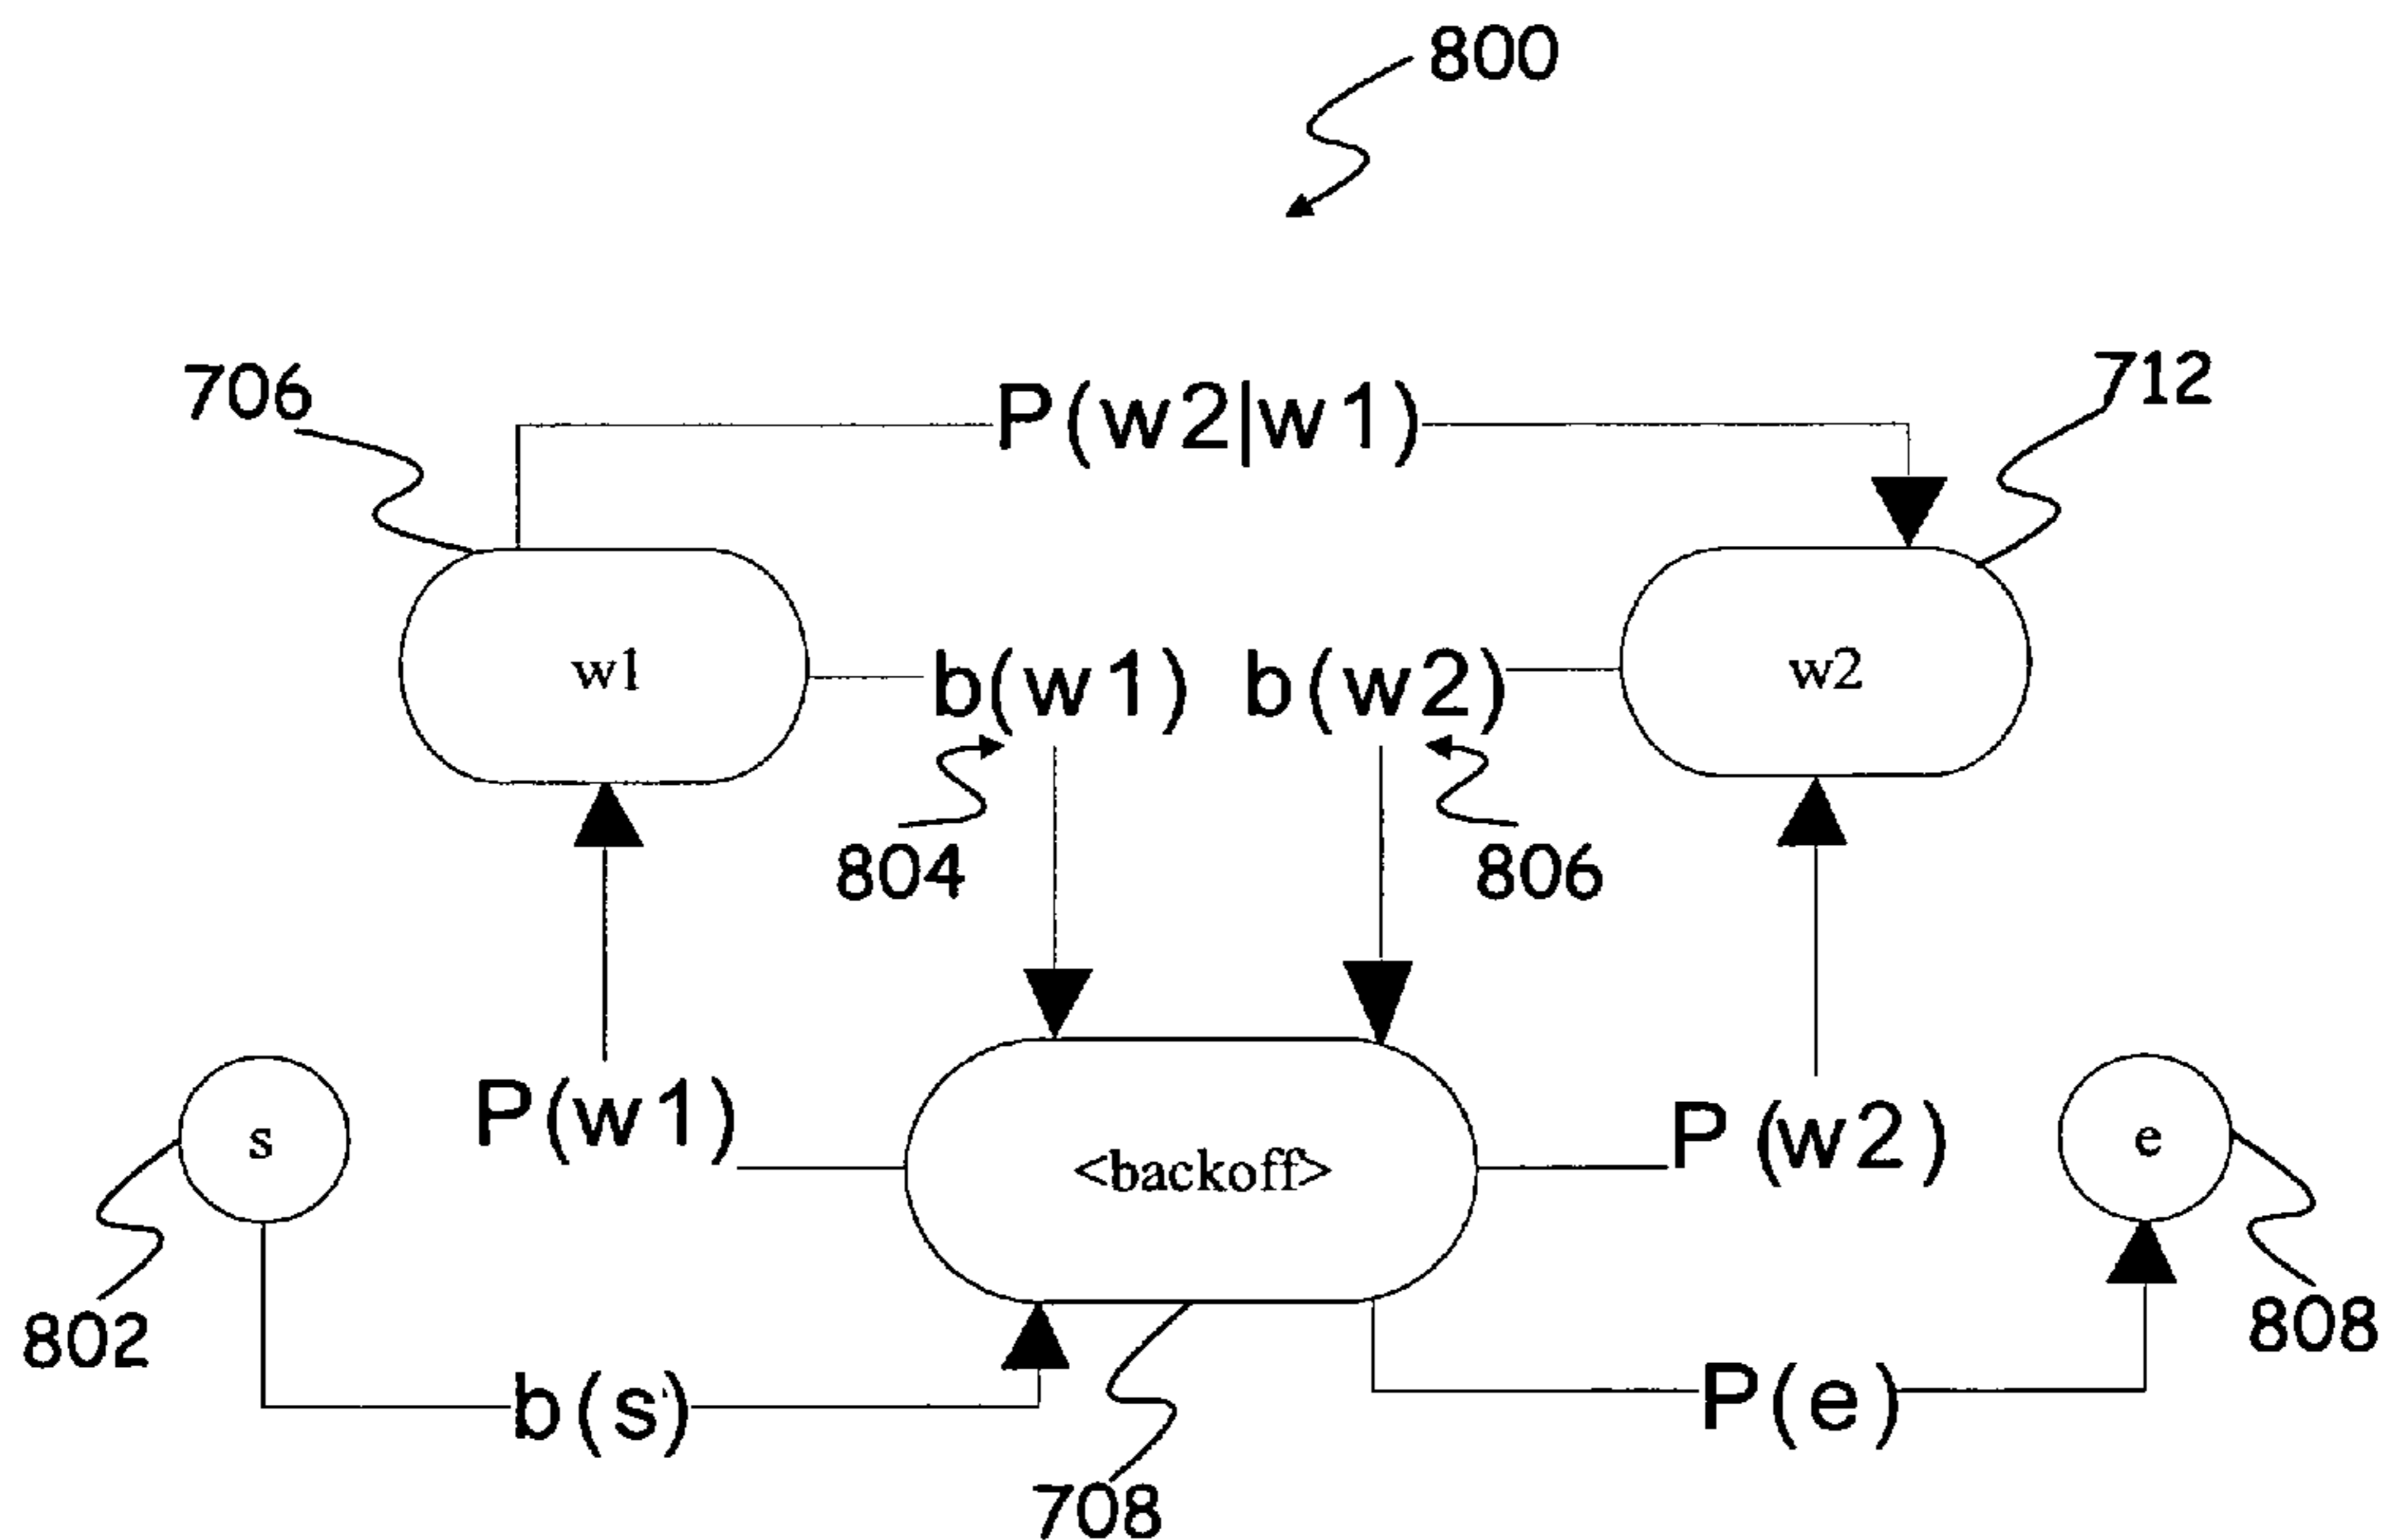 800
706
712
P(w2|w1)
w1
b(w1)
b(w2)
w2
804
806
s
P(w1)
<backoff>
P(w2)
e
802
808
b(s)
P(e)
708